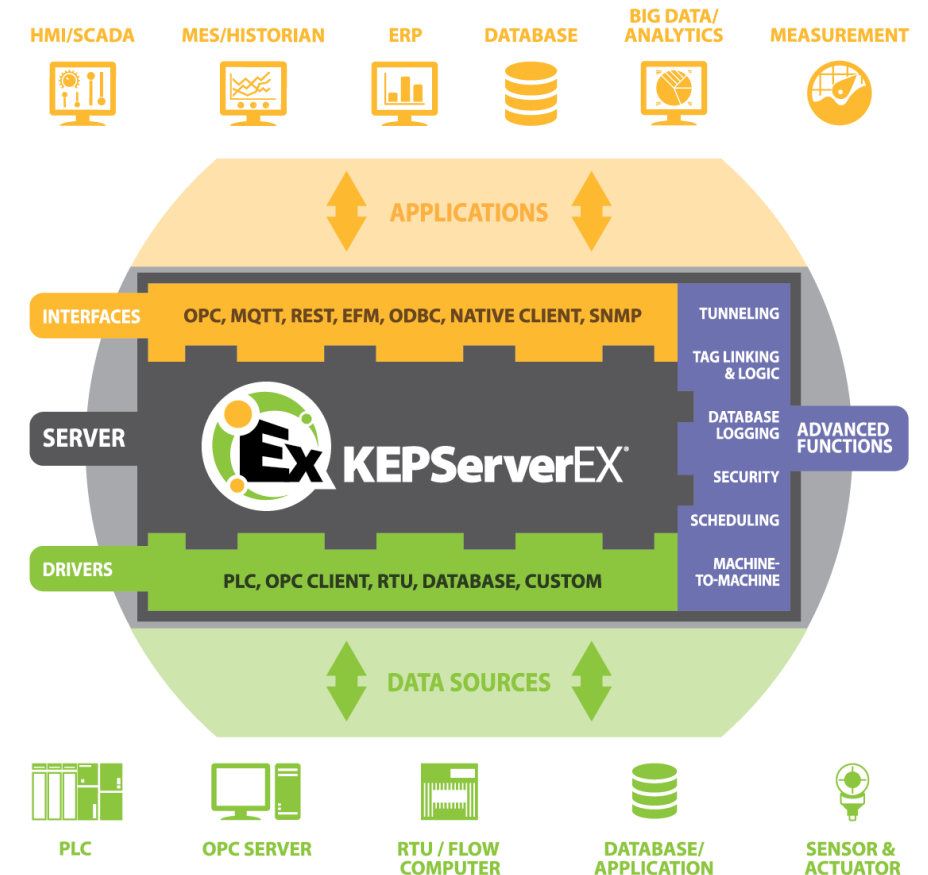 HMI/SCADA
MES/HISTORIAN
ERP
DATABASE
BIG DATA/
ANALYTICS
MEASUREMENT
APPLICATIONS
INTERFACES
OPC, MQTT, REST, EFM, ODBC, NATIVE CLIENT, SNMP
TUNNELING
TAG LINKING
& LOGIC
DATABASE
LOGGING
SECURITY
SCHEDULING
MACHINE-
TO-MACHINE
ADVANCED
FUNCTIONS
SERVER
Ex
KEPServerEX®
DRIVERS
PLC, OPC CLIENT, RTU, DATABASE, CUSTOM
DATA SOURCES
PLC
OPC SERVER
RTU / FLOW
COMPUTER
DATABASE/
APPLICATION
SENSOR &
ACTUATOR